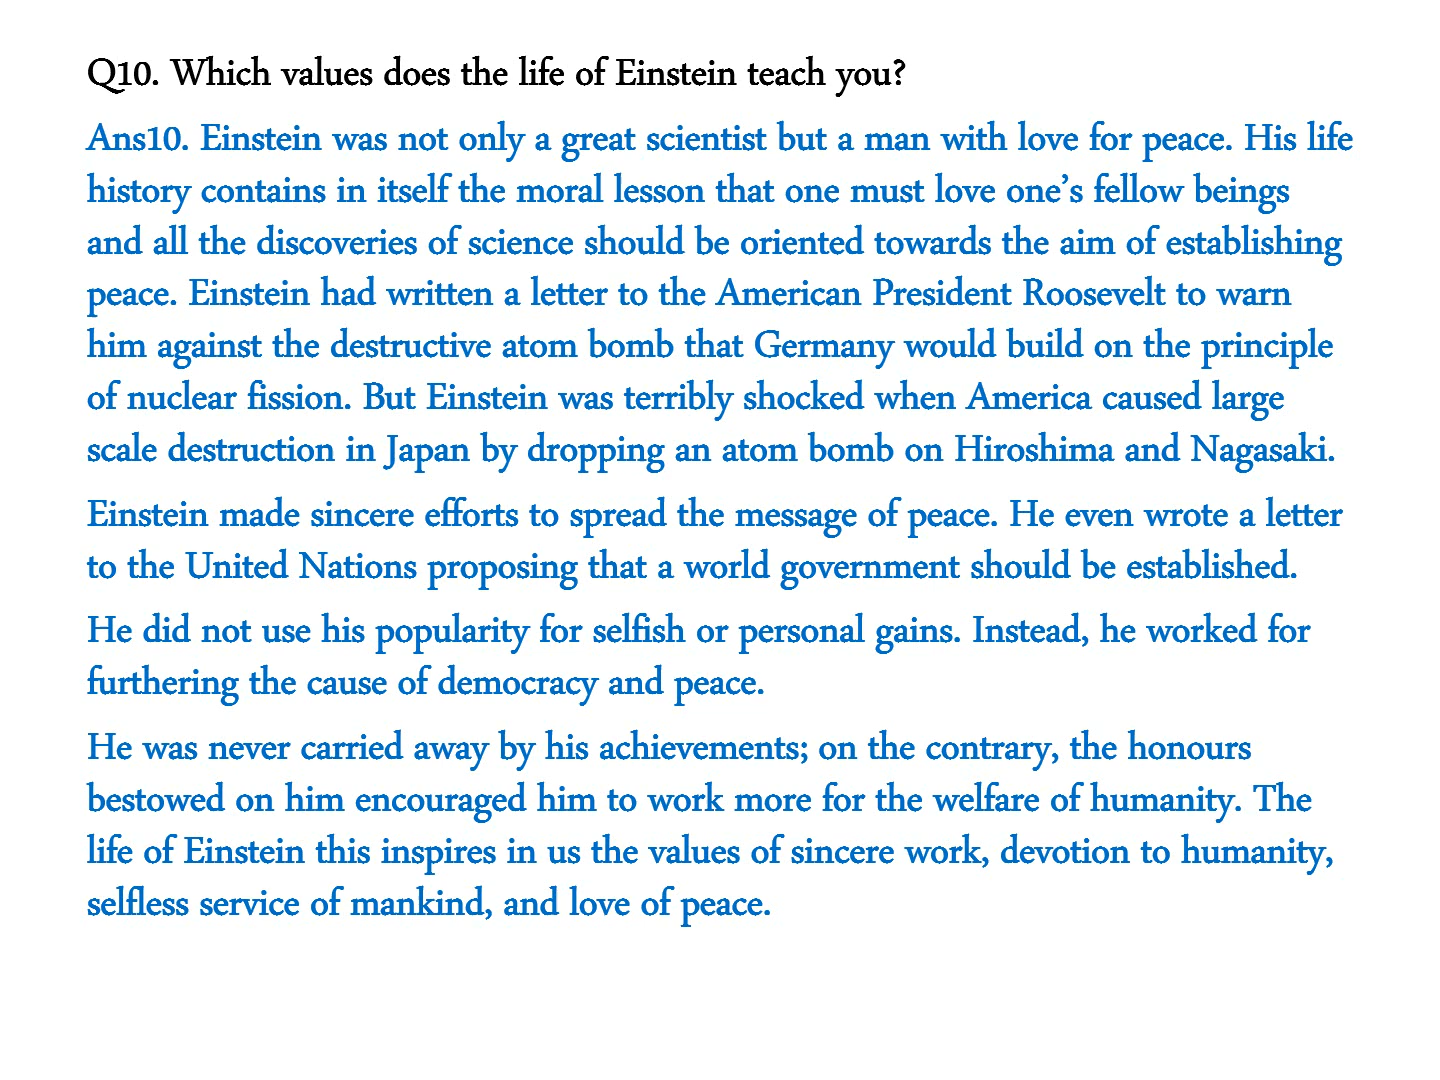 Q10. Which values does the life of Einstein teach you?
Ans10. Einstein was not only a great scientist but a man with love for peace. His life
history contains in itself the moral lesson that one must love one’s fellow beings
and all the discoveries of science should be oriented towards the aim of establishing
peace. Einstein had written a letter to the American President Roosevelt to warn
him against the destructive atom bomb that Germany would build on the principle
of nuclear fission. But Einstein was terribly shocked when America caused large
scale destruction in Japan by dropping an atom bomb on Hiroshima and Nagasaki.
Einstein made sincere efforts to spread the message of peace. He even wrote a letter
to the United Nations proposing that a world government should be established.
He did not use his popularity for selfish or personal gains. Instead, he worked for
furthering the cause of democracy and peace.
He was never carried away by his achievements; on the contrary, the honours
bestowed on him encouraged him to work more for the welfare of humanity. The
life of Einstein this inspires in us the values of sincere work, devotion to humanity,
selfless service of mankind, and love of peace.